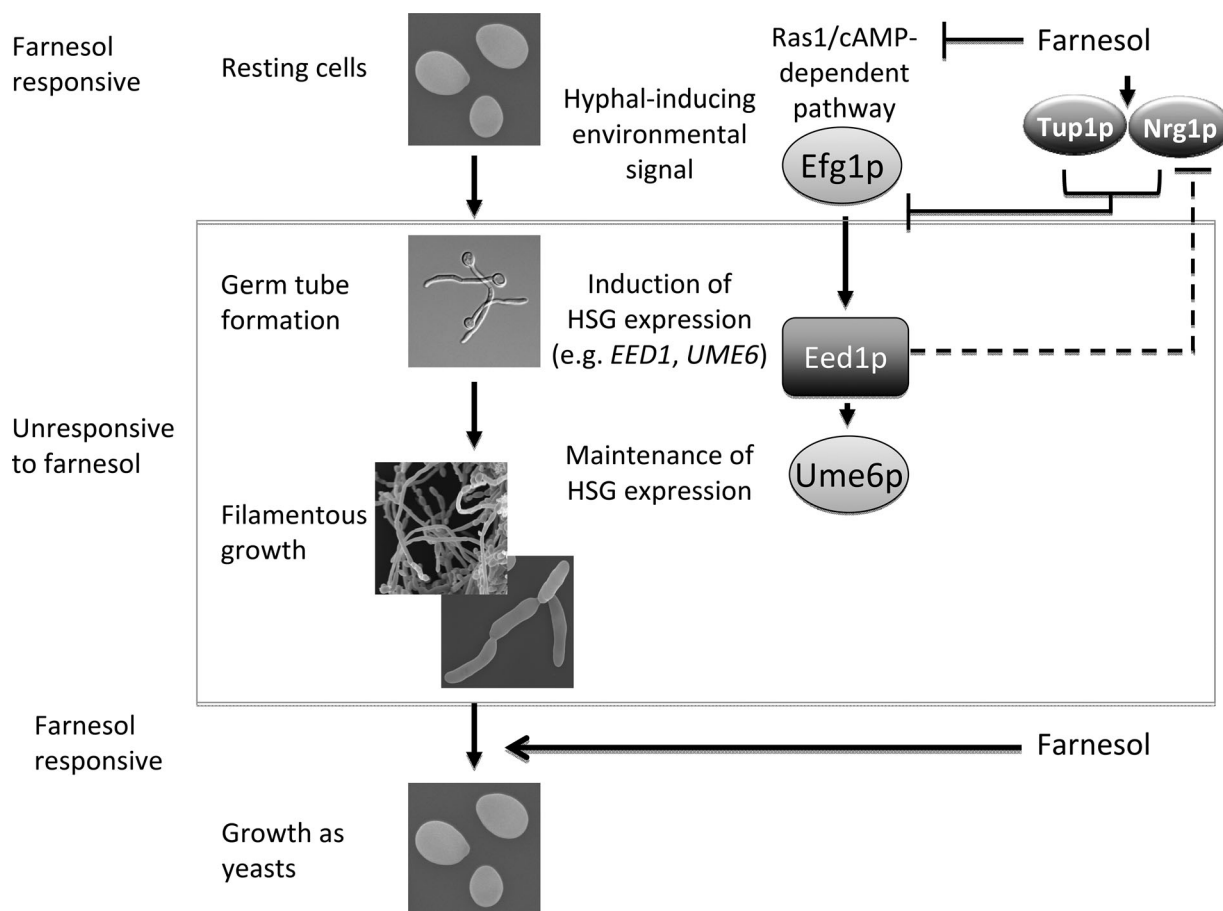 Farnesol
responsive
Resting cells
Hyphal-inducing
environmental
signal
Ras1/cAMP-
dependent
pathway
Efg1p
Farnesol
Tup1p
Nrg1p
Germ tube
formation
Induction of
HSG expression
(e.g. EED1, UME6)
Eed1p
Unresponsive
to farnesol
Maintenance of
HSG expression
Ume6p
Filamentous
growth
Farnesol
responsive
Farnesol
Growth as
yeasts